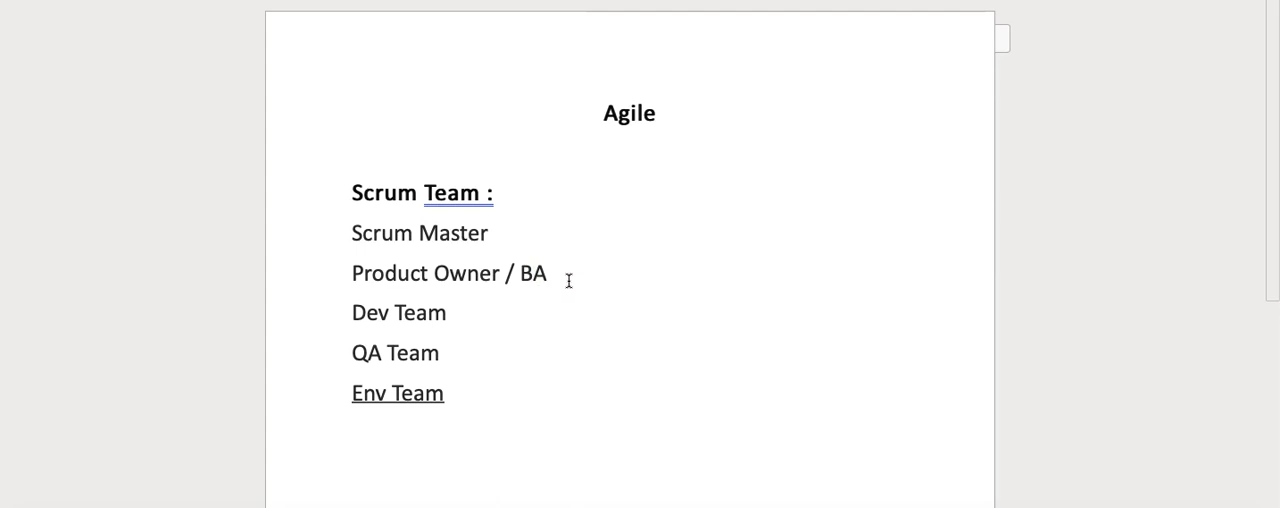 Agile
Scrum Team :
Scrum Master
Product Owner / BA
Dev Team
QA Team
Env Team